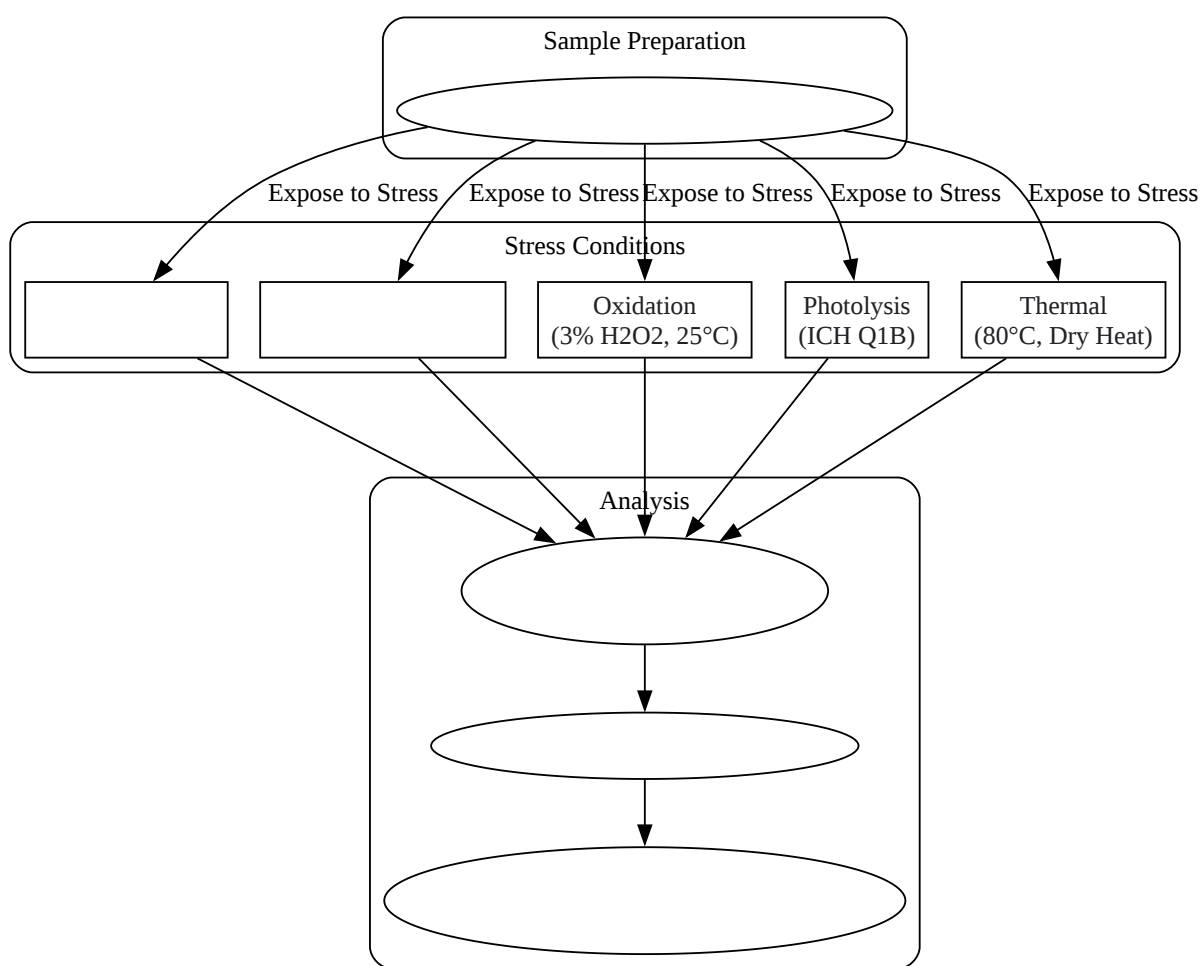 Sample Preparation
Expose to Stress
Expose to Stress
Expose to Stress
Expose to Stress
Expose to Stress
Stress Conditions
Oxidation
(3% H2O2, 25°C)
Photolysis
(ICH Q1B)
Thermal
(80°C, Dry Heat)
Analysis